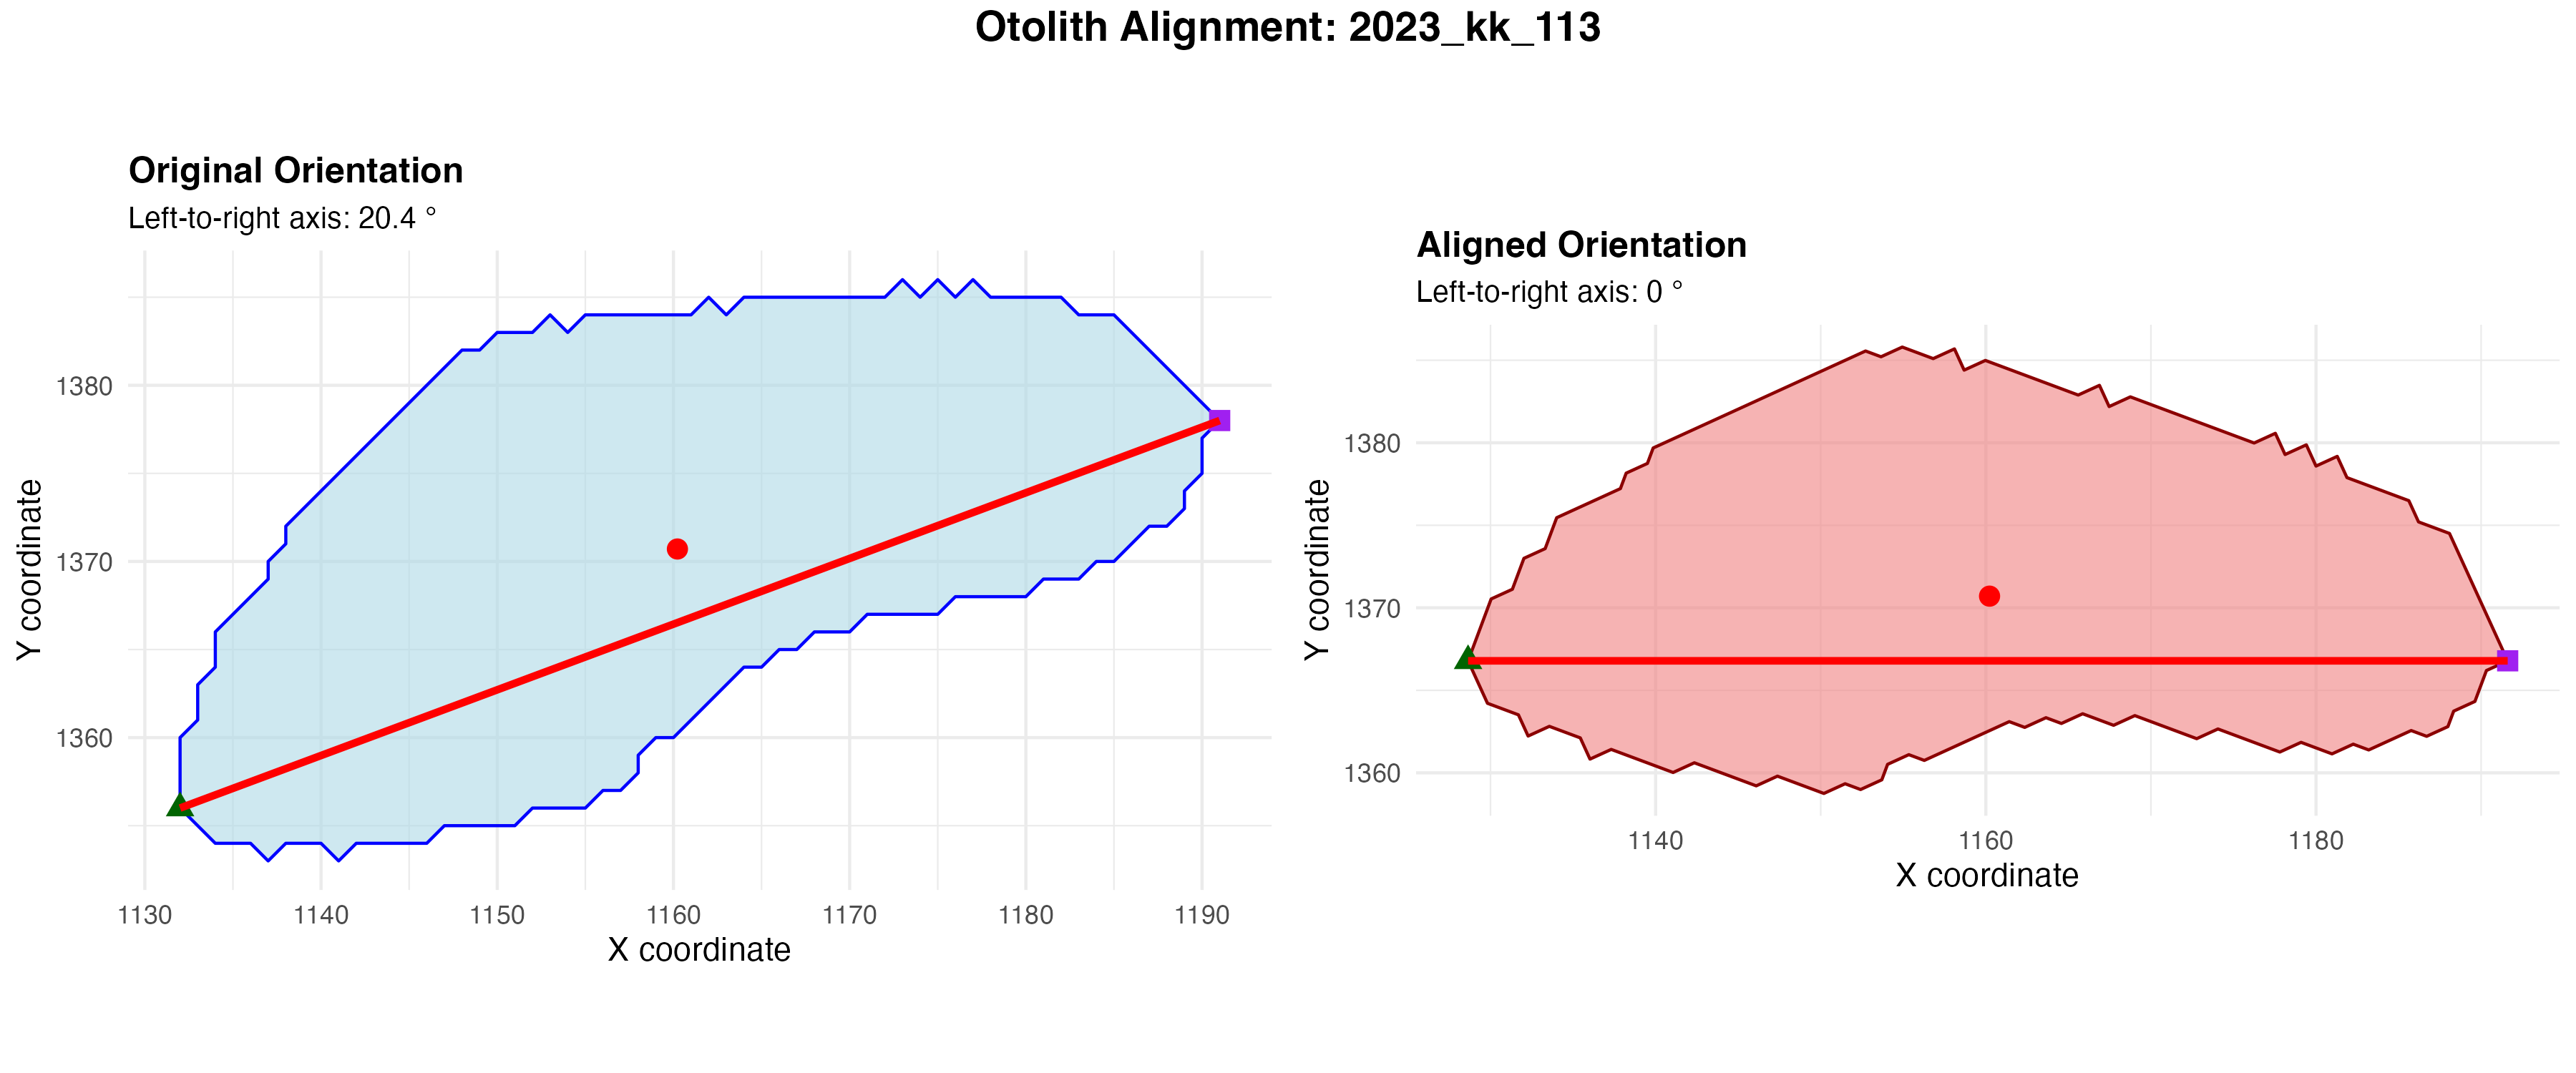 Otolith Alignment: 2023_kk_113
Original Orientation
Left-to-right axis: 20.4 °
Y coordinate
1380
1370
1360
1130 1140 1150 1160 1170 1180 1190
X coordinate
Aligned Orientation
Left-to-right axis: 0 °
Y coordinate
1380
1370
1360
1140 1160 1180
X coordinate